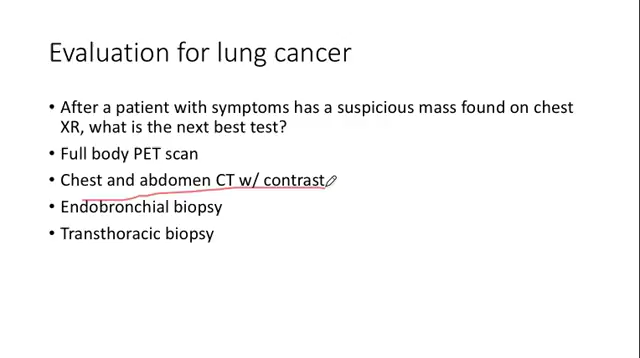 Evaluation for lung cancer
• After a patient with symptoms has a suspicious mass found on chest
XR, what is the next best test?
• Full body PET scan
• Chest and abdomen CT w/ contrast
• Endobronchial biopsy
• Transthoracic biopsy